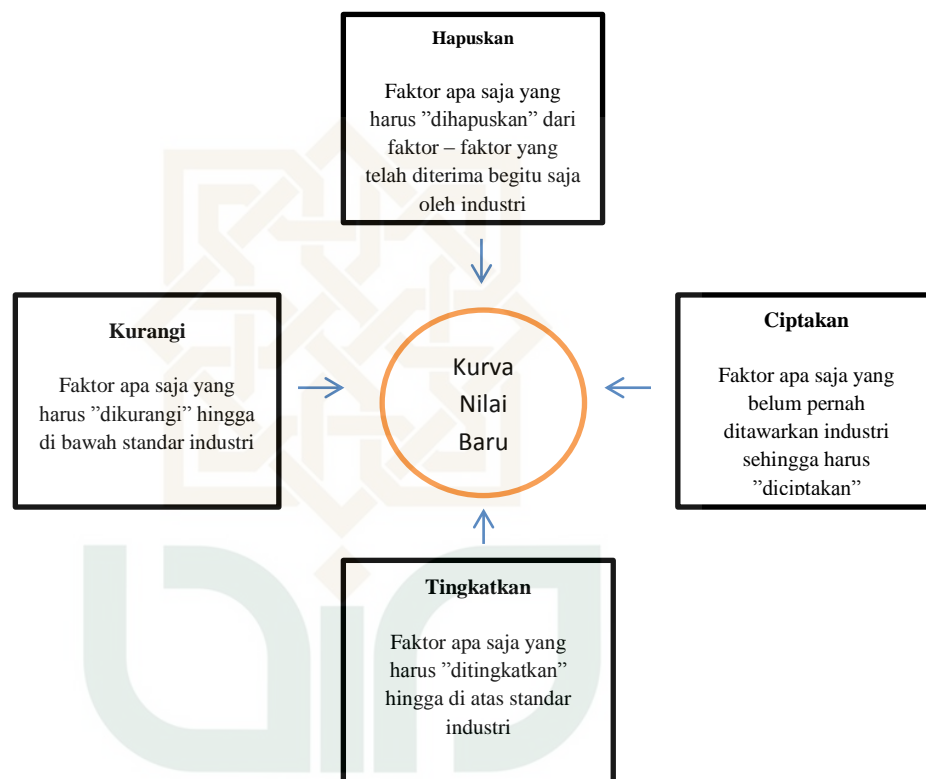 Hapuskan
Faktor apa saja yang
harus ”dihapuskan” dari
faktor – faktor yang
telah diterima begitu saja
oleh industri
Kurangi
Faktor apa saja yang
harus ”dikurangi” hingga
di bawah standar industri
Kurva
Nilai
Baru
Ciptakan
Faktor apa saja yang
belum pernah
ditawarkan industri
sehingga harus
”diciptakan”
Tingkatkan
Faktor apa saja yang
harus ”ditingkatkan”
hingga di atas standar
industri